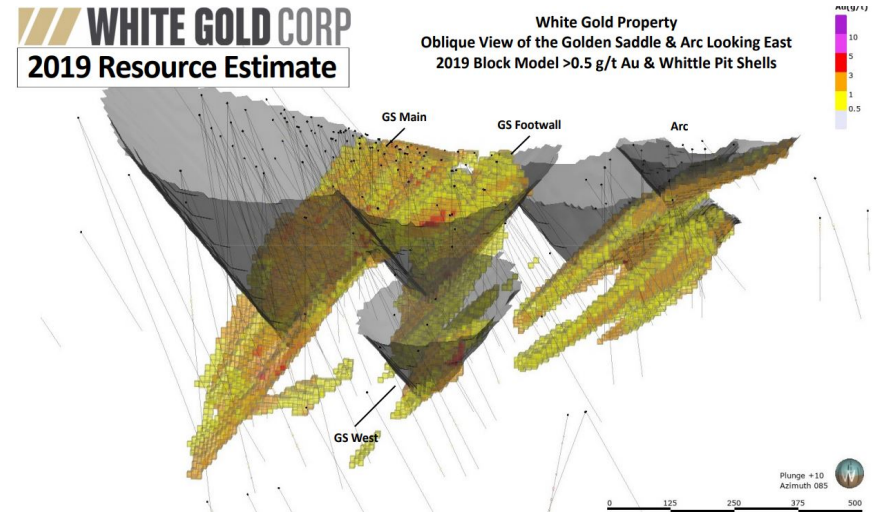 WHITE GOLD CORP
2019 Resource Estimate
White Gold Property
Oblique View of the Golden Saddle & Arc Looking East
2019 Block Model >0.5 g/t Au & Whittle Pit Shells
Au(g/t)
10
5
3
1
0.5
GS Main
GS Footwall
Arc
GS West
Plunge +10
Azimuth 085
0 125 250 375 500